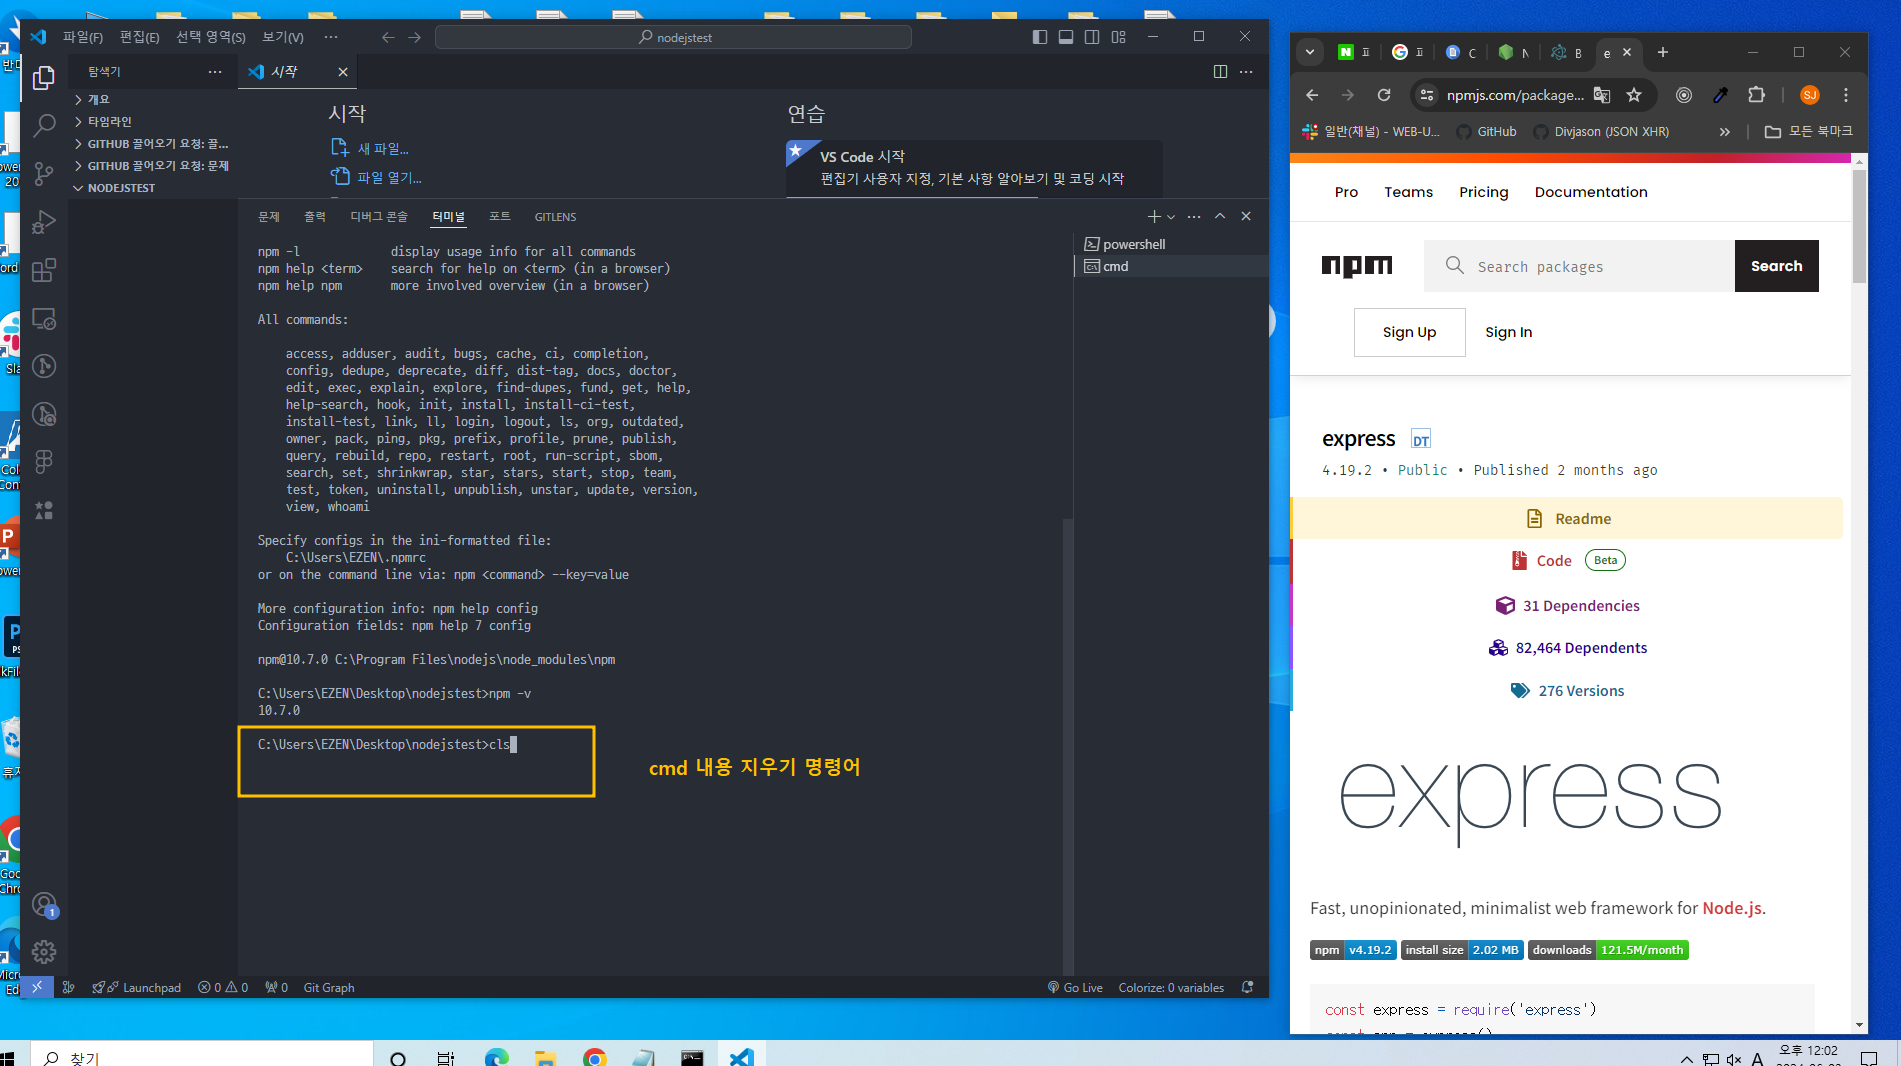 파일(F) 편집(E) 선택 영역(S) 보기(V) ···
nodejstest
탐색기
시작
개요
타임라인
GITHUB 끌어오기 요청: 끌...
GITHUB 끌어오기 요청: 문제
NODEJSTEST
시작
새 파일...
파일 열기...
연습
VS Code 시작
편집기 사용자 지정, 기본 사항 알아보기 및 코딩 시작
문제 출력 디버그 콘솔 터미널 포트 GITLENS
powershell
cmd
npm -l display usage info for all commands
npm help <term> search for help on <term> (in a browser)
npm help npm more involved overview (in a browser)
All commands:
access, adduser, audit, bugs, cache, ci, completion,
config, dedupe, deprecate, diff, dist-tag, docs, doctor,
edit, exec, explain, explore, find-dupes, fund, get, help,
help-search, hook, init, install, install-ci-test,
install-test, link, ll, login, logout, ls, org, outdated,
owner, pack, ping, pkg, prefix, profile, prune, publish,
query, rebuild, repo, restart, root, run-script, sbom,
search, set, shrinkwrap, star, stars, start, stop, team,
test, token, uninstall, unpublish, unstar, update, version,
view, whoami
Specify configs in the ini-formatted file:
C:\Users\EZEN\.npmrc
or on the command line via: npm <command> --key=value
More configuration info: npm help config
Configuration fields: npm help 7 config
npm@10.7.0 C:\Program Files\nodejs\node_modules\npm
C:\Users\EZEN\Desktop\nodejstest>npm -v
10.7.0
C:\Users\EZEN\Desktop\nodejstest>cls
cmd 내용 지우기 명령어
1
Launchpad 0 0 0 Git Graph
Go Live Colorize: 0 variables
npmjs.com/package...
SJ
일반(채널) - WEB-U... GitHub Divjason (JSON XHR) » 모든 북마크
Pro Teams Pricing Documentation
npm
Search packages
Search
Sign Up Sign In
express DT
4.19.2 • Public • Published 2 months ago
Readme
Code Beta
31 Dependencies
82,464 Dependents
276 Versions
express
Fast, unopinionated, minimalist web framework for Node.js.
npm v4.19.2 install size 2.02 MB downloads 121.5M/month
const express = require('express')
찾기
A
오후 12:02